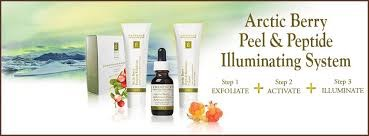 Arctic Berry
Peel & Peptide
Illuminating System
Step 1
EXFOLIATE
+
Step 2
ACTIVATE
+
Step 3
ILLUMINATE